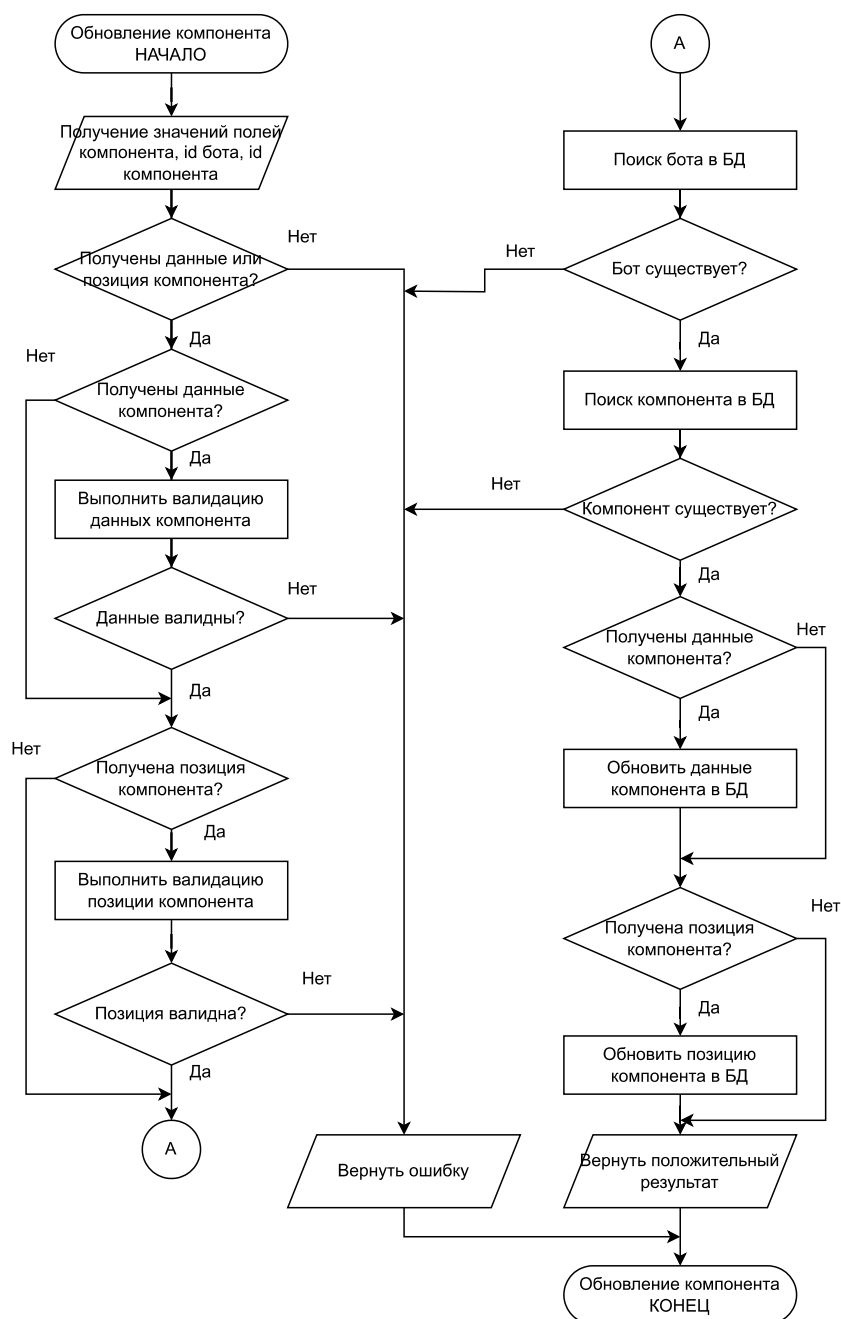 Обновление компонента
НАЧАЛО
Получение значений полей
компонента, id бота, id
компонента
Получены данные или
позиция компонента?
Нет
Да
Нет
Получены данные
компонента?
Да
Выполнить валидацию
данных компонента
Данные валидны?
Нет
Да
Нет
Получена позиция
компонента?
Да
Выполнить валидацию
позиции компонента
Позиция валидна?
Нет
Да
А
Вернуть ошибку
А
Поиск бота в БД
Бот существует?
Нет
Да
Поиск компонента в БД
Компонент существует?
Нет
Да
Получены данные
компонента?
Нет
Да
Обновить данные
компонента в БД
Получена позиция
компонента?
Нет
Да
Обновить позицию
компонента в БД
Вернуть положительный
результат
Обновление компонента
КОНЕЦ